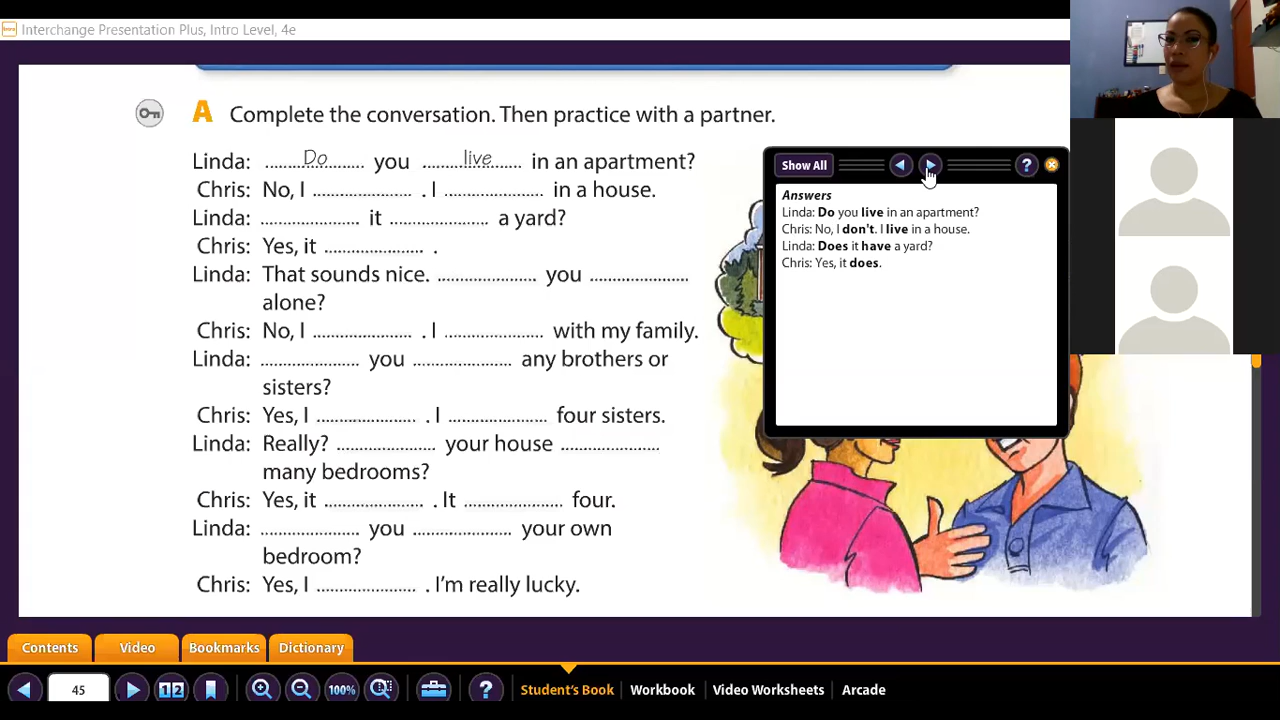 Interchange Presentation Plus, Intro Level, 4e
A Complete the conversation. Then practice with a partner.
Linda: Do you live in an apartment?
Chris: No, I .................... . I .................... in a house.
Linda: .................... it .................... a yard?
Chris: Yes, it .................... .
Linda: That sounds nice. .................... you ....................
alone?
Chris: No, I .................... . I .................... with my family.
Linda: .................... you .................... any brothers or
sisters?
Chris: Yes, I .................... . I .................... four sisters.
Linda: Really? .................... your house ....................
many bedrooms?
Chris: Yes, it .................... . It .................... four.
Linda: .................... you .................... your own
bedroom?
Chris: Yes, I .................... . I'm really lucky.
Show All
?
Answers
Linda: Do you live in an apartment?
Chris: No, I don't. I live in a house.
Linda: Does it have a yard?
Chris: Yes, it does.
Contents Video Bookmarks Dictionary
45 12 100% ? Student's Book Workbook Video Worksheets Arcade